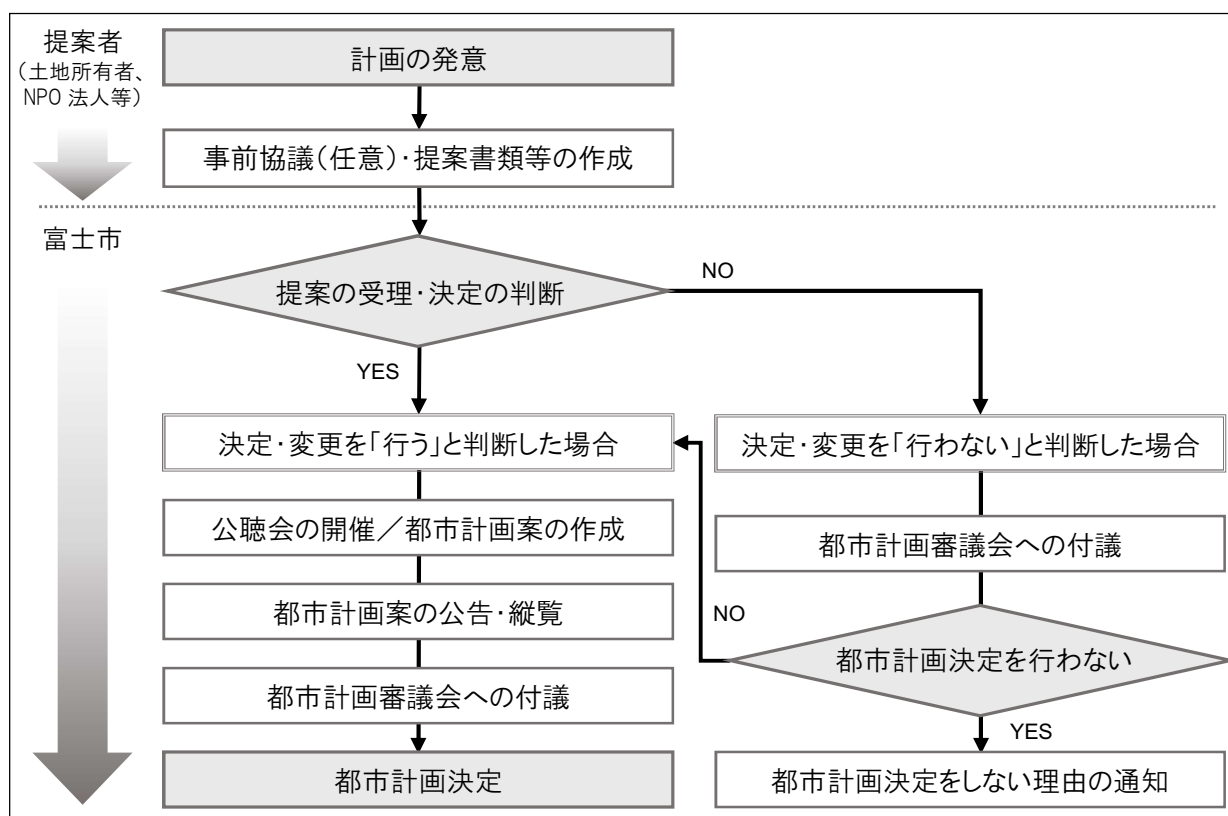 提案者
（土地所有者、
NPO 法人等）
計画の発意
事前協議（任意）・提案書類等の作成
富士市
提案の受理・決定の判断
NO
YES
決定・変更を「行う」と判断した場合
決定・変更を「行わない」と判断した場合
公聴会の開催／都市計画案の作成
都市計画審議会への付議
都市計画案の公告・縦覧
NO
都市計画決定を行わない
都市計画審議会への付議
YES
都市計画決定
都市計画決定をしない理由の通知